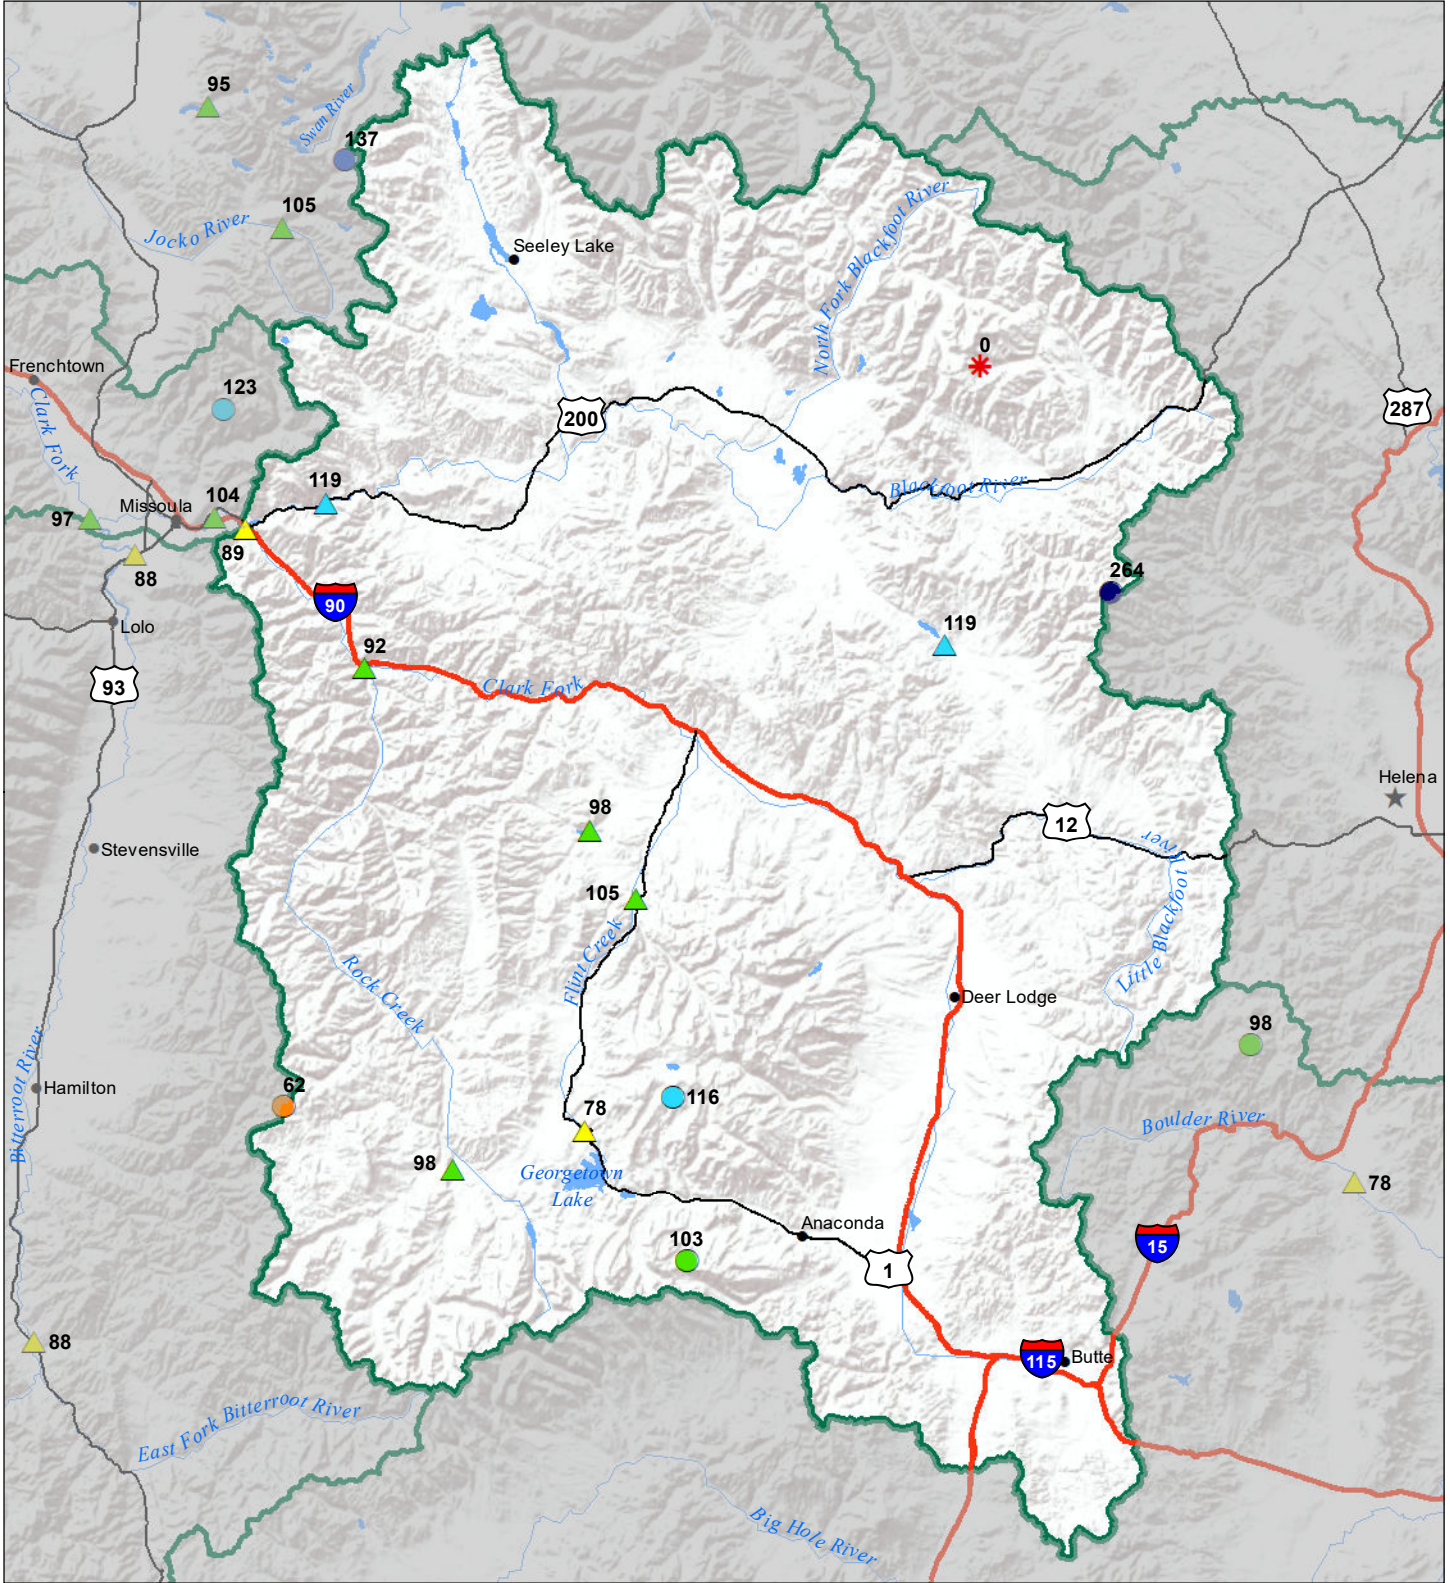 95
Swan River
137
105
Jocko River
Seeley Lake
North Fork Blackfoot River
0
Frenchtown
123
200
287
Clark Fork
119
Blackfoot River
104
Missoula
97
89
88
264
90
119
Lolo
92
93
Clark Fork
Helena
98
12
Stevensville
105
Little Blackfoot River
Flint Creek
Rock Creek
Deer Lodge
98
Bitterroot River
Hamilton
62
116
78
Boulder River
98
Georgetown
Lake
78
Anaconda
103
15
1
88
115
Butte
East Fork Bitterroot River
Big Hole River